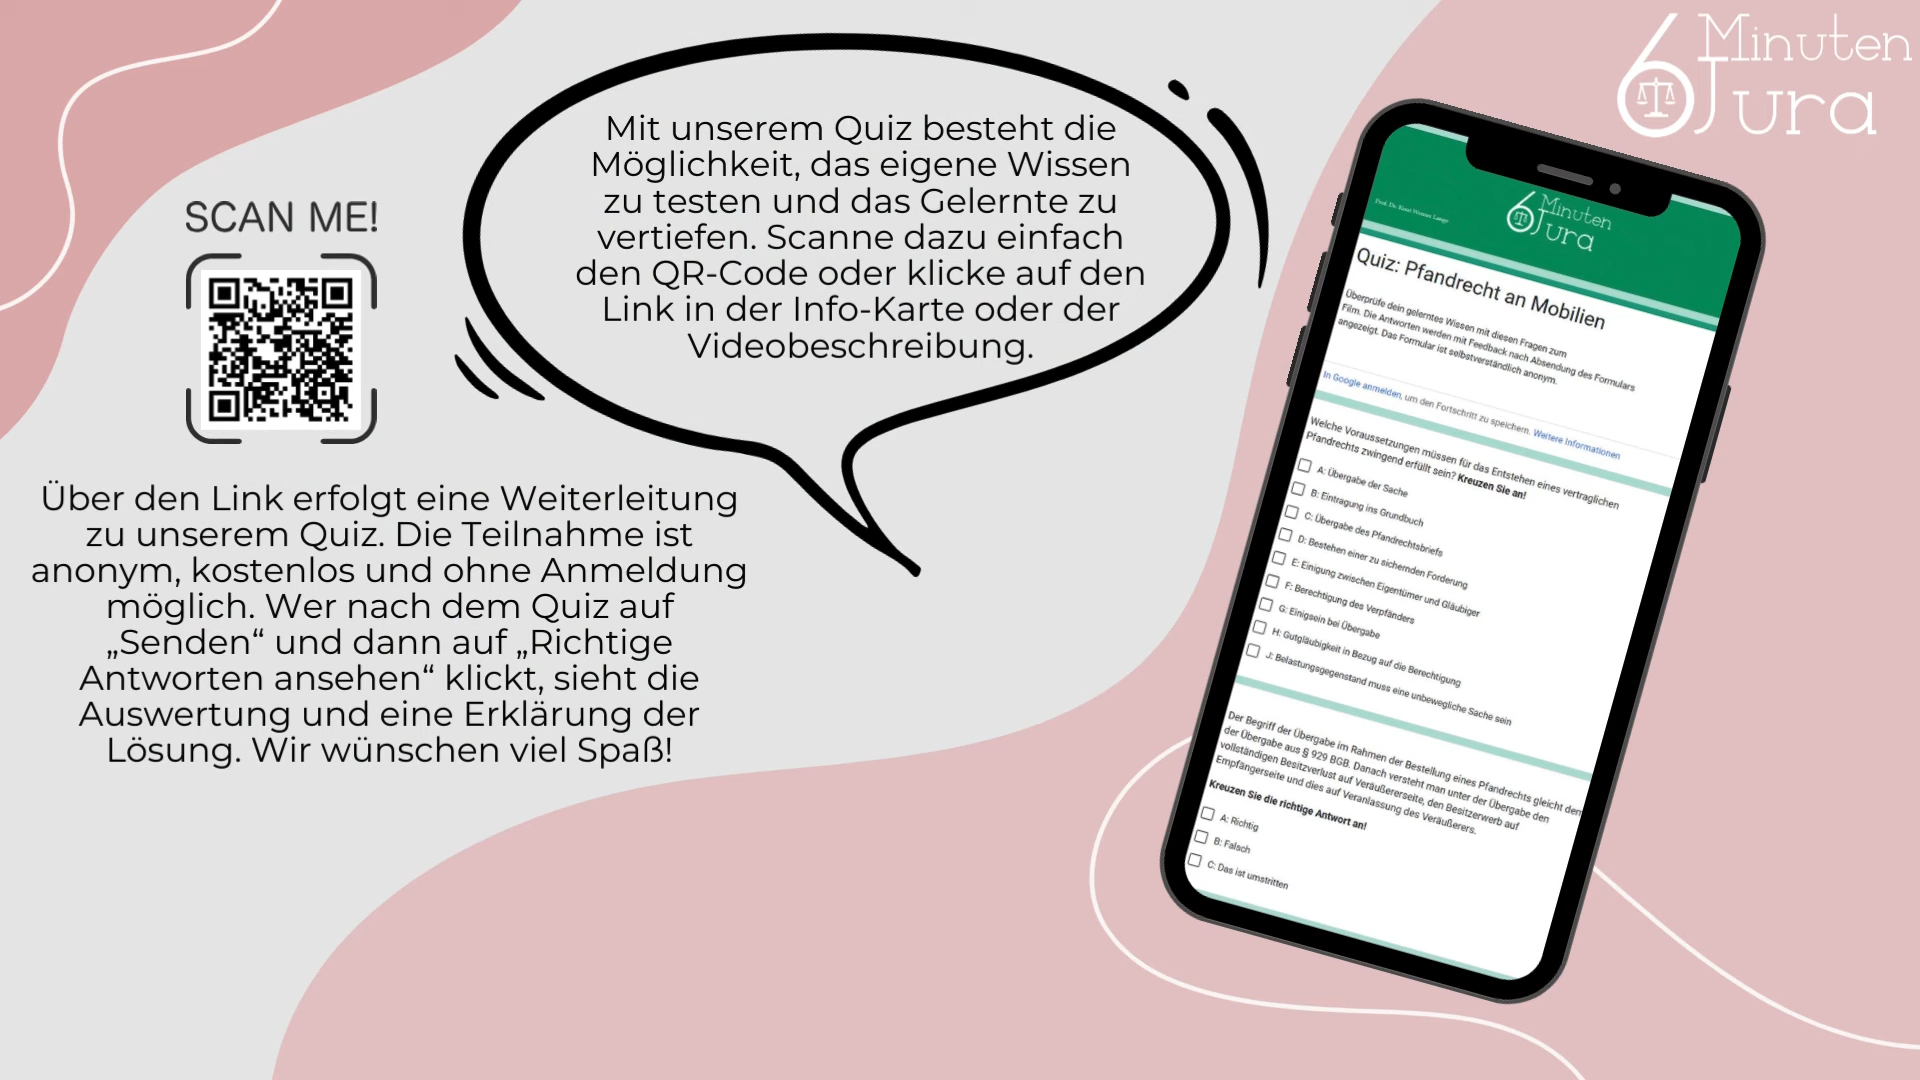 6 Minuten
Jura
Mit unserem Quiz besteht die
Möglichkeit, das eigene Wissen
zu testen und das Gelernte zu
vertiefen. Scanne dazu einfach
den QR-Code oder klicke auf den
Link in der Info-Karte oder der
Videobeschreibung.
SCAN ME!
Über den Link erfolgt eine Weiterleitung
zu unserem Quiz. Die Teilnahme ist
anonym, kostenlos und ohne Anmeldung
möglich. Wer nach dem Quiz auf
„Senden“ und dann auf „Richtige
Antworten ansehen“ klickt, sieht die
Auswertung und eine Erklärung der
Lösung. Wir wünschen viel Spaß!
Prof. Dr. Knut Werner Lange
6 Minuten
Jura
Quiz: Pfandrecht an Mobilien
Überprüfe dein gelerntes Wissen mit diesen Fragen zum
Film. Die Antworten werden mit Feedback nach Absendung des Formulars
angezeigt. Das Formular ist selbstverständlich anonym.
In Google anmelden, um den Fortschritt zu speichern. Weitere Informationen
Welche Voraussetzungen müssen für das Entstehen eines vertraglichen
Pfandrechts zwingend erfüllt sein? Kreuzen Sie an!
A: Übergabe der Sache
B: Eintragung ins Grundbuch
C: Übergabe des Pfandrechtsbriefs
D: Bestehen einer zu sichernden Forderung
E: Einigung zwischen Eigentümer und Gläubiger
F: Berechtigung des Verpfänders
G: Einigsein bei Übergabe
H: Gutgläubigkeit in Bezug auf die Berechtigung
J: Belastungsgegenstand muss eine unbewegliche Sache sein
Der Begriff der Übergabe im Rahmen der Bestellung eines Pfandrechts gleicht dem
der Übergabe aus § 929 BGB. Danach versteht man unter der Übergabe den
vollständigen Besitzverlust auf Veräußererseite, den Besitzerwerb auf
Empfängerseite und dies auf Veranlassung des Veräußerers.
Kreuzen Sie die richtige Antwort an!
A: Richtig
B: Falsch
C: Das ist umstritten